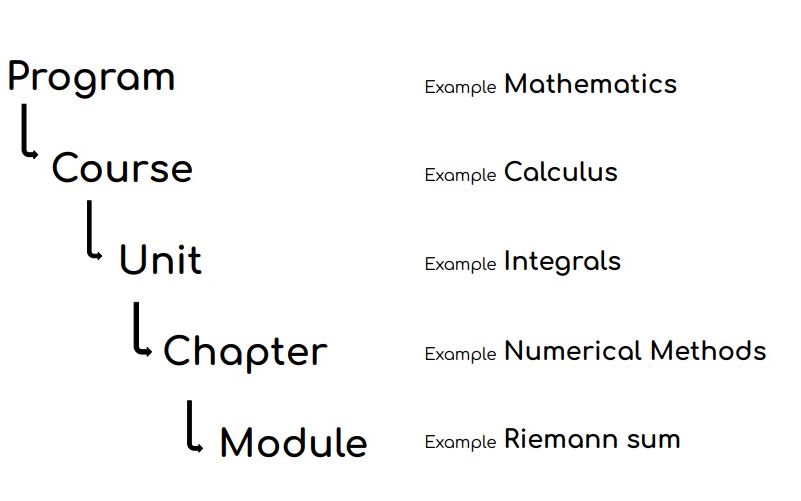 Program
Example Mathematics
Course
Example Calculus
Unit
Example Integrals
Chapter
Example Numerical Methods
Module
Example Riemann sum